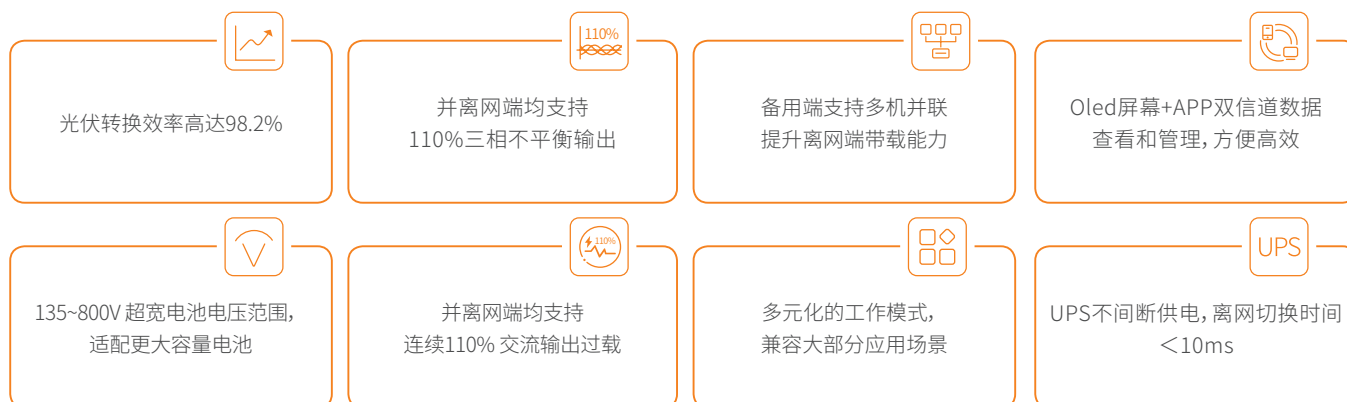 110%
光伏转换效率高达98.2%
并离网端均支持
110%三相不平衡输出
备用端支持多机并联
提升离网端带载能力
Oled屏幕+APP双信道数据
查看和管理，方便高效
110%
UPS
135~800V 超宽电池电压范围，
适配更大容量电池
并离网端均支持
连续110% 交流输出过载
多元化的工作模式，
兼容大部分应用场景
UPS不间断供电，离网切换时间
＜10ms